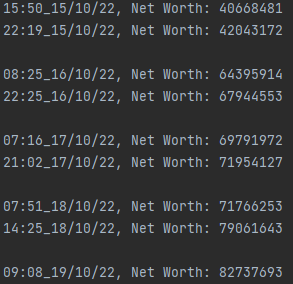 15:50_15/10/22, Net Worth: 40668481
22:19_15/10/22, Net Worth: 42043172
08:25_16/10/22, Net Worth: 64395914
22:25_16/10/22, Net Worth: 67944553
07:16_17/10/22, Net Worth: 69791972
21:02_17/10/22, Net Worth: 71954127
07:51_18/10/22, Net Worth: 71766253
14:25_18/10/22, Net Worth: 79061643
09:08_19/10/22, Net Worth: 82737693